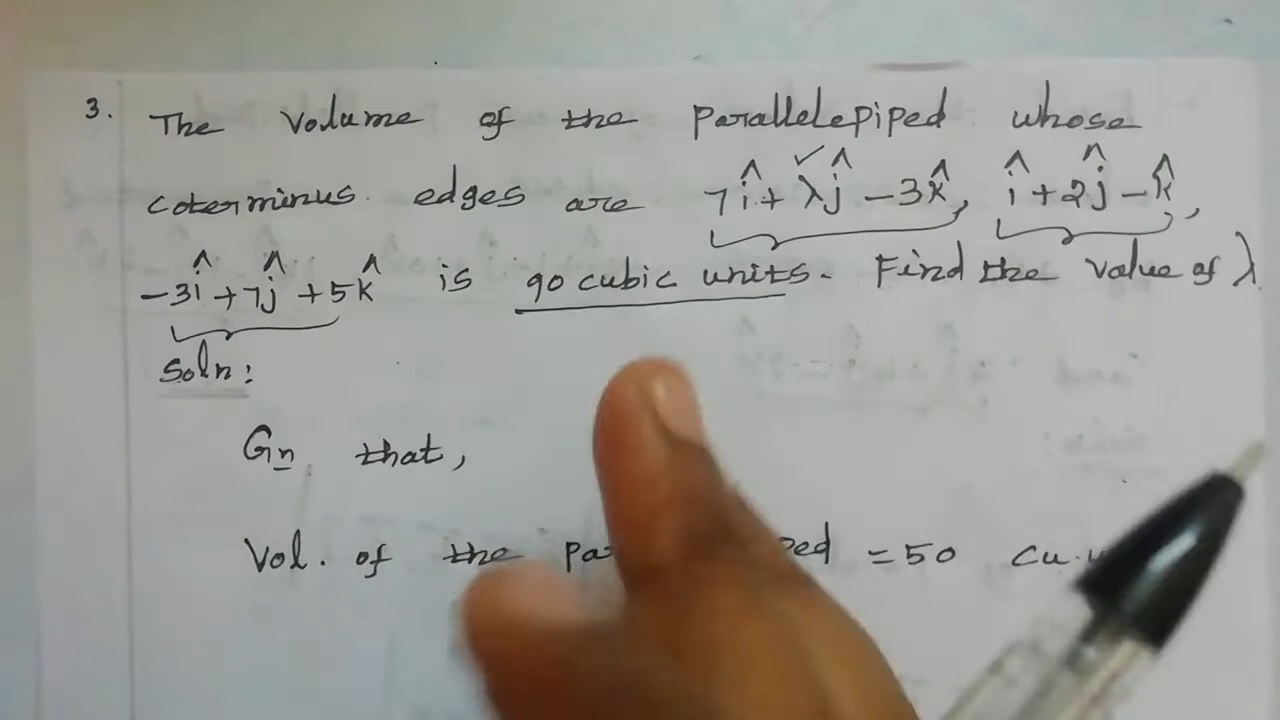 3. The volume of the parallelepiped whose
coterminus edges are 7î + λĵ - 3k̂, î + 2ĵ - k̂,
-3î + 7ĵ + 5k̂ is 90 cubic units. Find the value of λ
Soln:
Gn that,
Vol. of the = 50 cu.